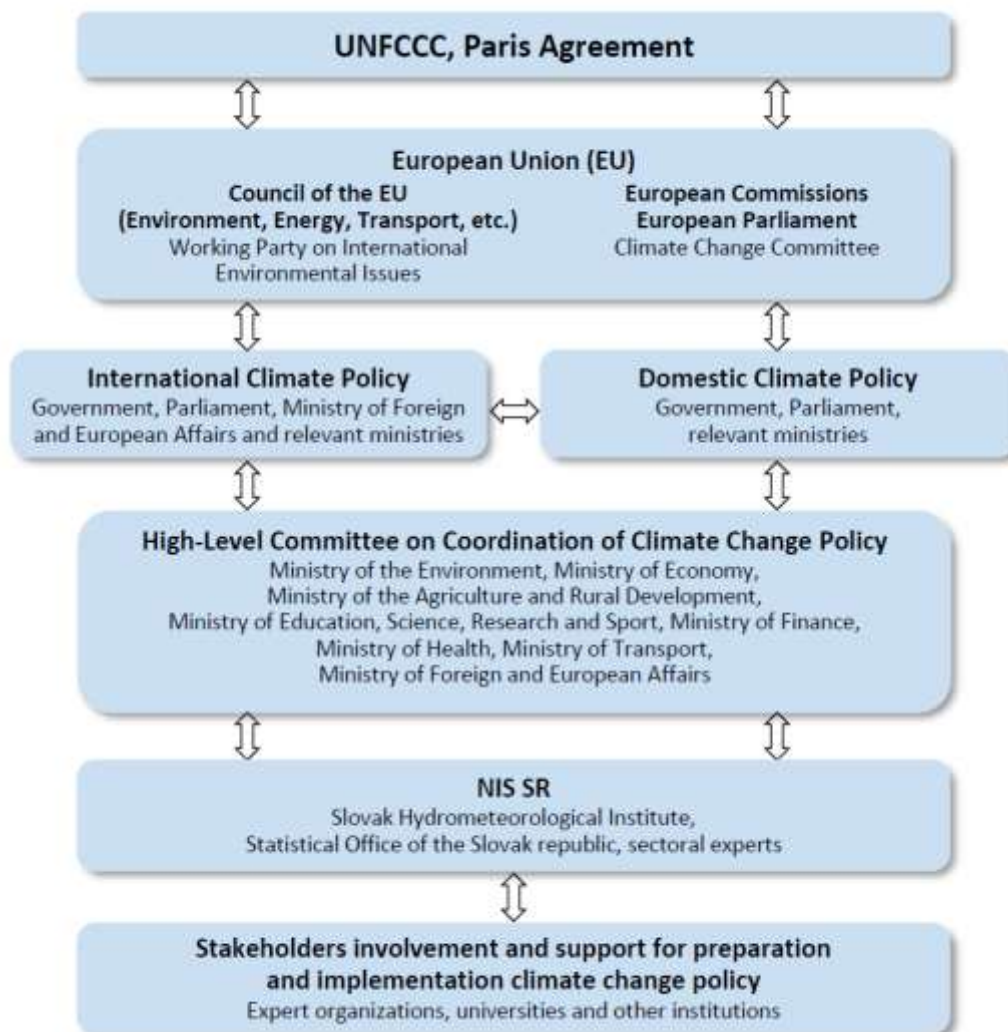 UNFCCC, Paris Agreement
European Union (EU)
Council of the EU
(Environment, Energy, Transport, etc.)
Working Party on International
Environmental Issues
European Commissions
European Parliament
Climate Change Committee
International Climate Policy
Government, Parliament, Ministry of Foreign
and European Affairs and relevant ministries
Domestic Climate Policy
Government, Parliament,
relevant ministries
High-Level Committee on Coordination of Climate Change Policy
Ministry of the Environment, Ministry of Economy,
Ministry of the Agriculture and Rural Development,
Ministry of Education, Science, Research and Sport, Ministry of Finance,
Ministry of Health, Ministry of Transport,
Ministry of Foreign and European Affairs
NIS SR
Slovak Hydrometeorological Institute,
Statistical Office of the Slovak republic, sectoral experts
Stakeholders involvement and support for preparation
and implementation climate change policy
Expert organizations, universities and other institutions